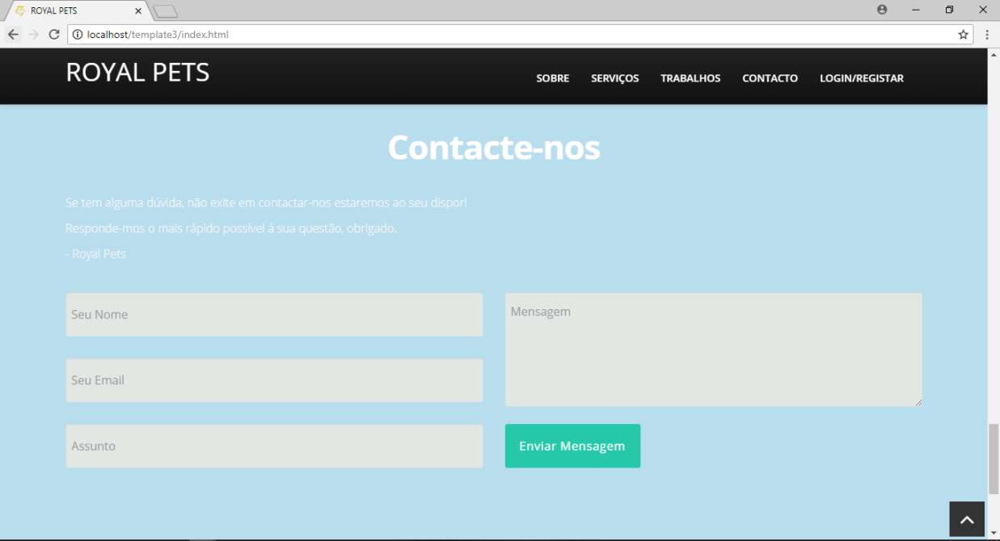 ROYAL PETS
localhost/template3/index.html
ROYAL PETS
SOBRE SERVIÇOS TRABALHOS CONTACTO LOGIN/REGISTAR
Contacte-nos
Se tem alguma dúvida, não exite em contactar-nos estaremos ao seu dispor!
Responde-mos o mais rápido possível á sua questão, obrigado.
- Royal Pets
Seu Nome
Mensagem
Seu Email
Assunto
Enviar Mensagem